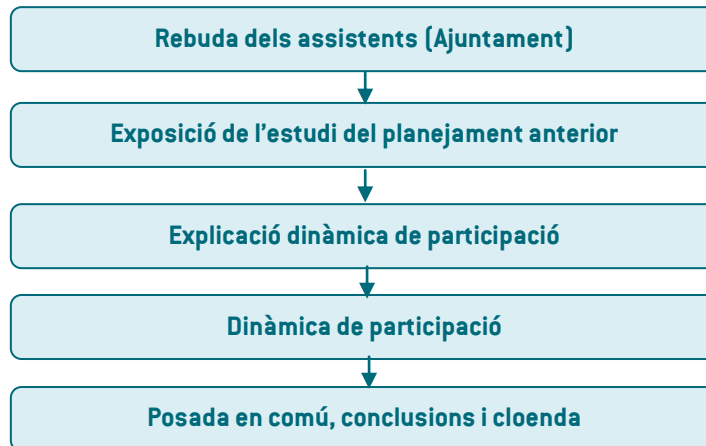 Rebuda dels assistents (Ajuntament)
Exposició de l'estudi del planejament anterior
Explicació dinàmica de participació
Dinàmica de participació
Posada en comú, conclusions i cloenda